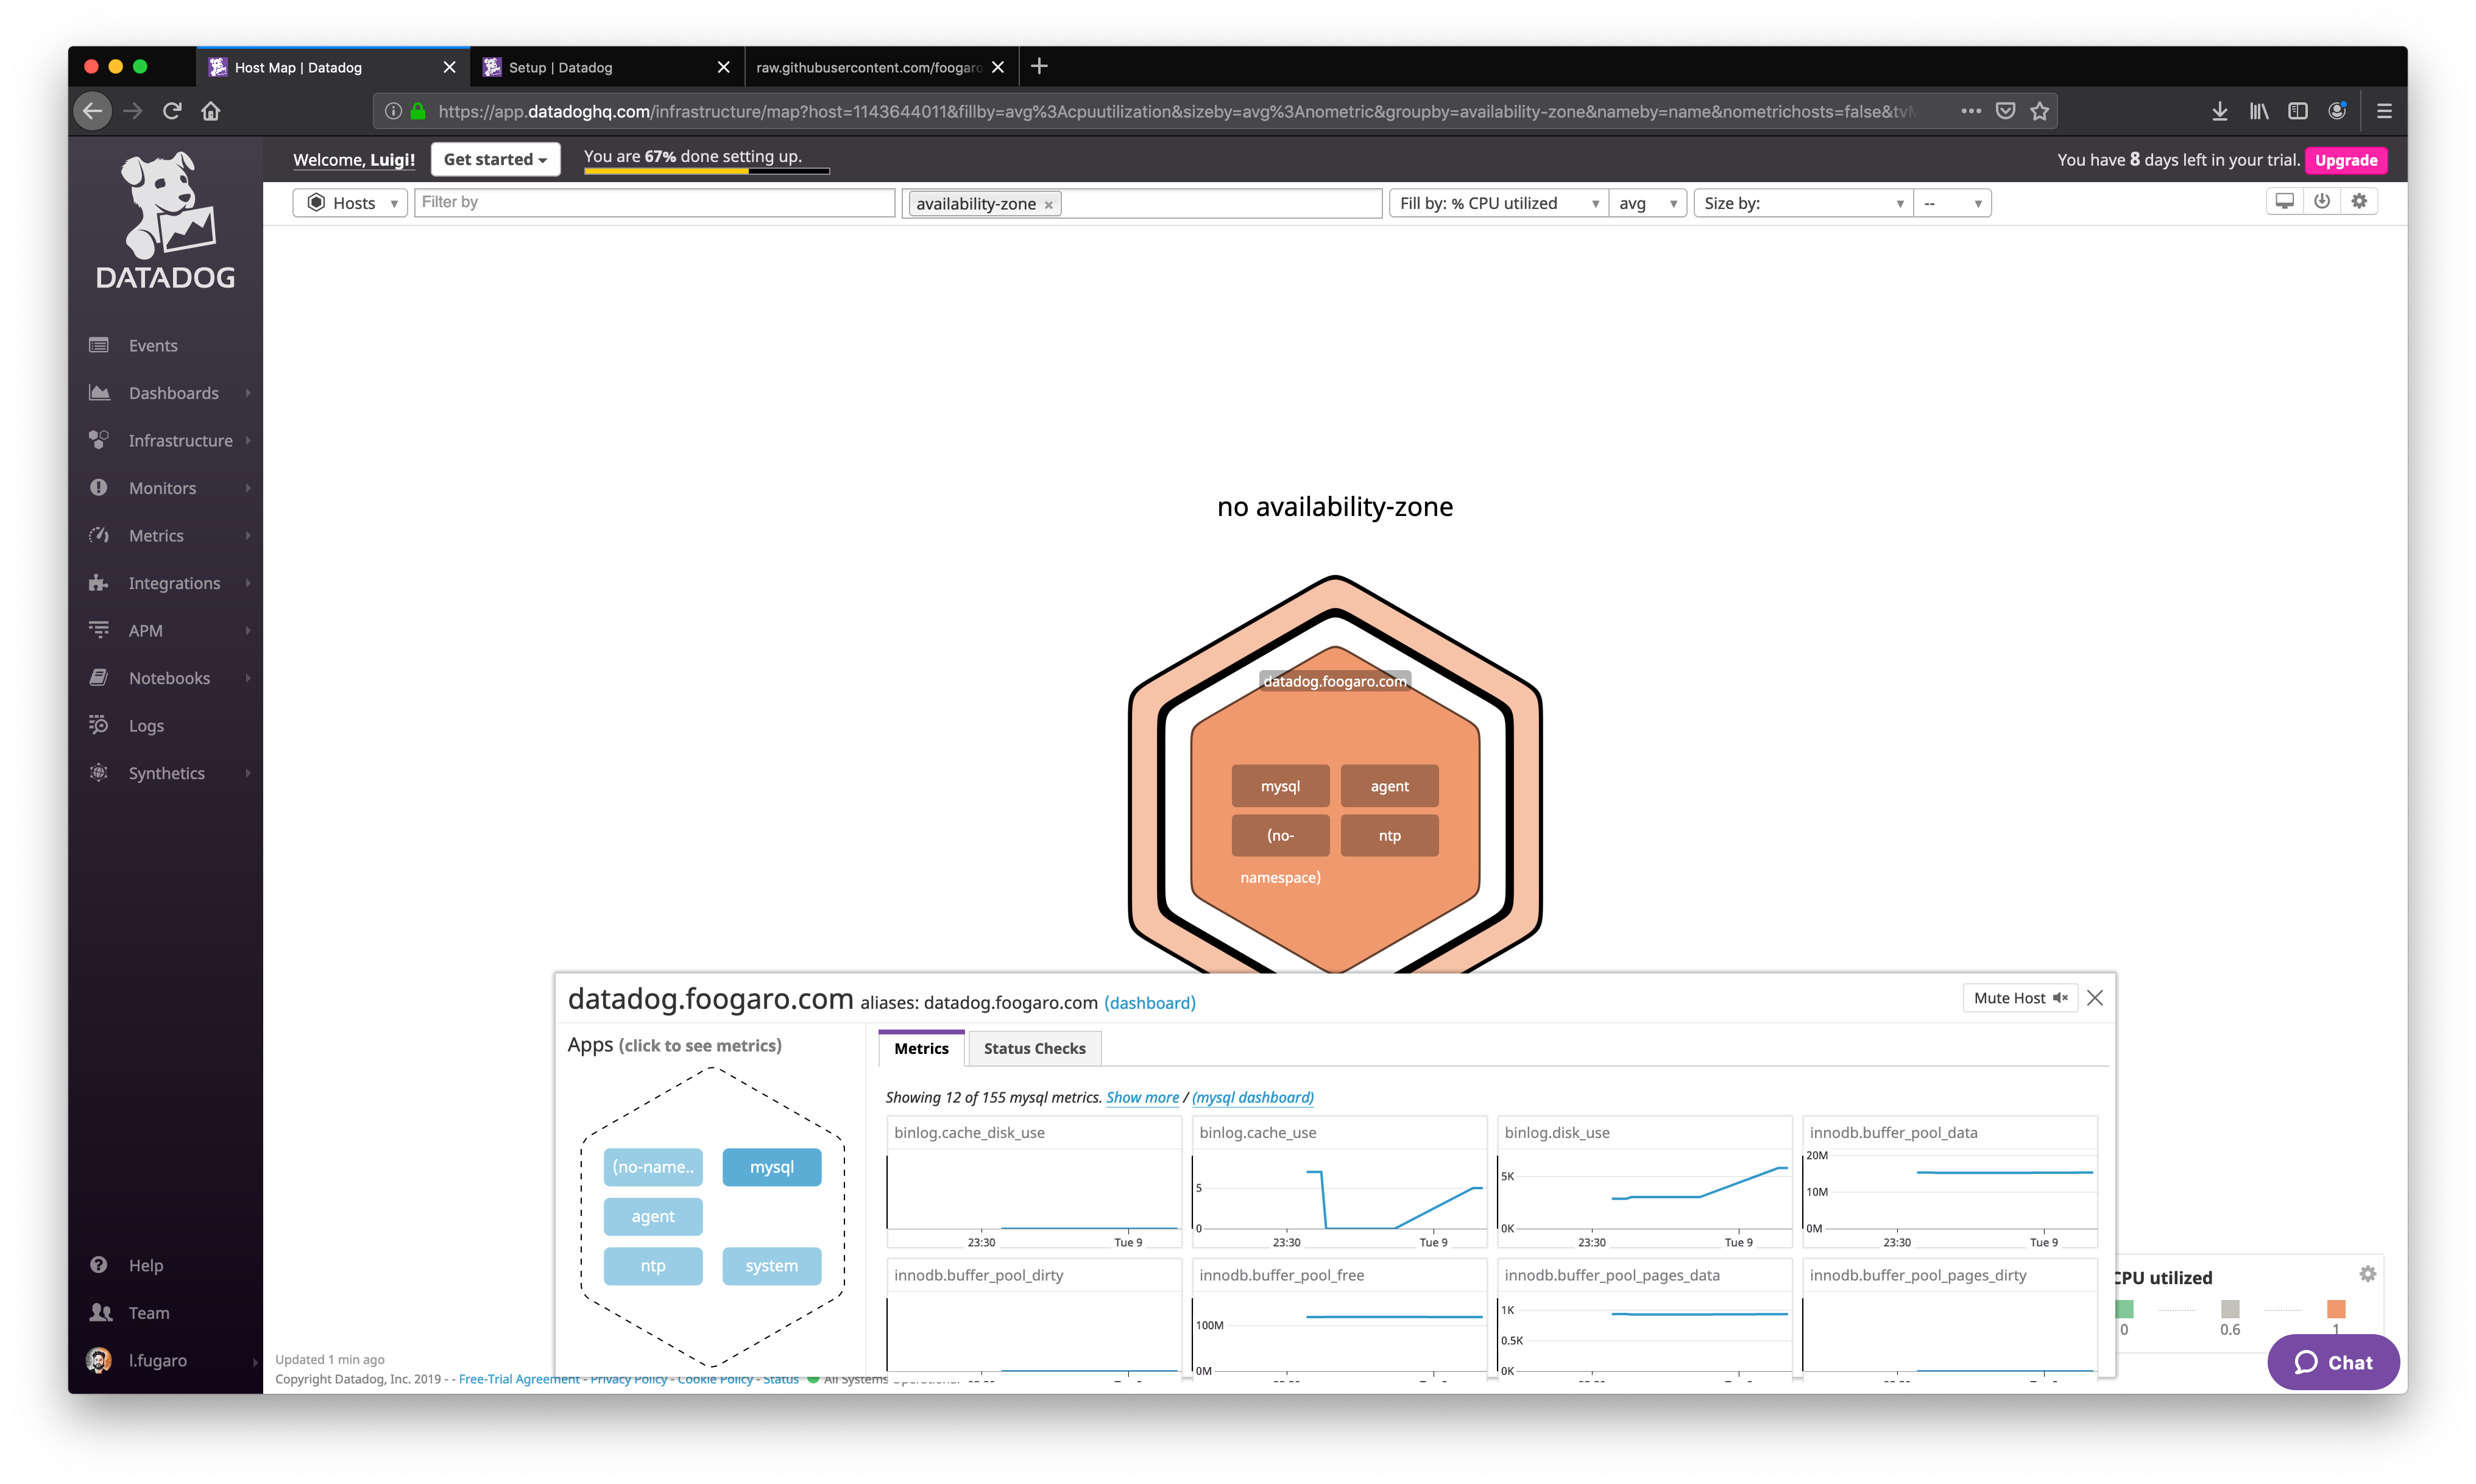 Host Map | Datadog
Setup | Datadog
raw.githubusercontent.com/foogaro
https://app.datadoghq.com/infrastructure/map?host=1143644011&fillby=avg%3Acpuutilization&sizeby=avg%3Anometric&groupby=availability-zone&nameby=name&nometrichosts=false&tvM
DATADOG
Welcome, Luigi!
Get started
You are 67% done setting up.
You have 8 days left in your trial.
Upgrade
Hosts
Filter by
availability-zone ×
Fill by: % CPU utilized
avg
Size by:
--
Events
Dashboards
Infrastructure
Monitors
Metrics
Integrations
APM
Notebooks
Logs
Synthetics
Help
Team
l.fugaro
no availability-zone
datadog.foogaro.com
mysql
agent
(no-
namespace)
ntp
datadog.foogaro.com aliases: datadog.foogaro.com (dashboard)
Mute Host
Apps (click to see metrics)
(no-name..
mysql
agent
ntp
system
Metrics
Status Checks
Showing 12 of 155 mysql metrics. Show more / (mysql dashboard)
binlog.cache_disk_use
23:30
Tue 9
binlog.cache_use
5
0
23:30
Tue 9
binlog.disk_use
5K
0K
23:30
Tue 9
innodb.buffer_pool_data
20M
10M
0M
23:30
Tue 9
innodb.buffer_pool_dirty
innodb.buffer_pool_free
100M
0M
innodb.buffer_pool_pages_data
1K
0.5K
0K
innodb.buffer_pool_pages_dirty
CPU utilized
0
0.6
1
Chat
Updated 1 min ago
Copyright Datadog, Inc. 2019 - - Free-Trial Agreement - Privacy Policy - Cookie Policy - Status All Systems Operational